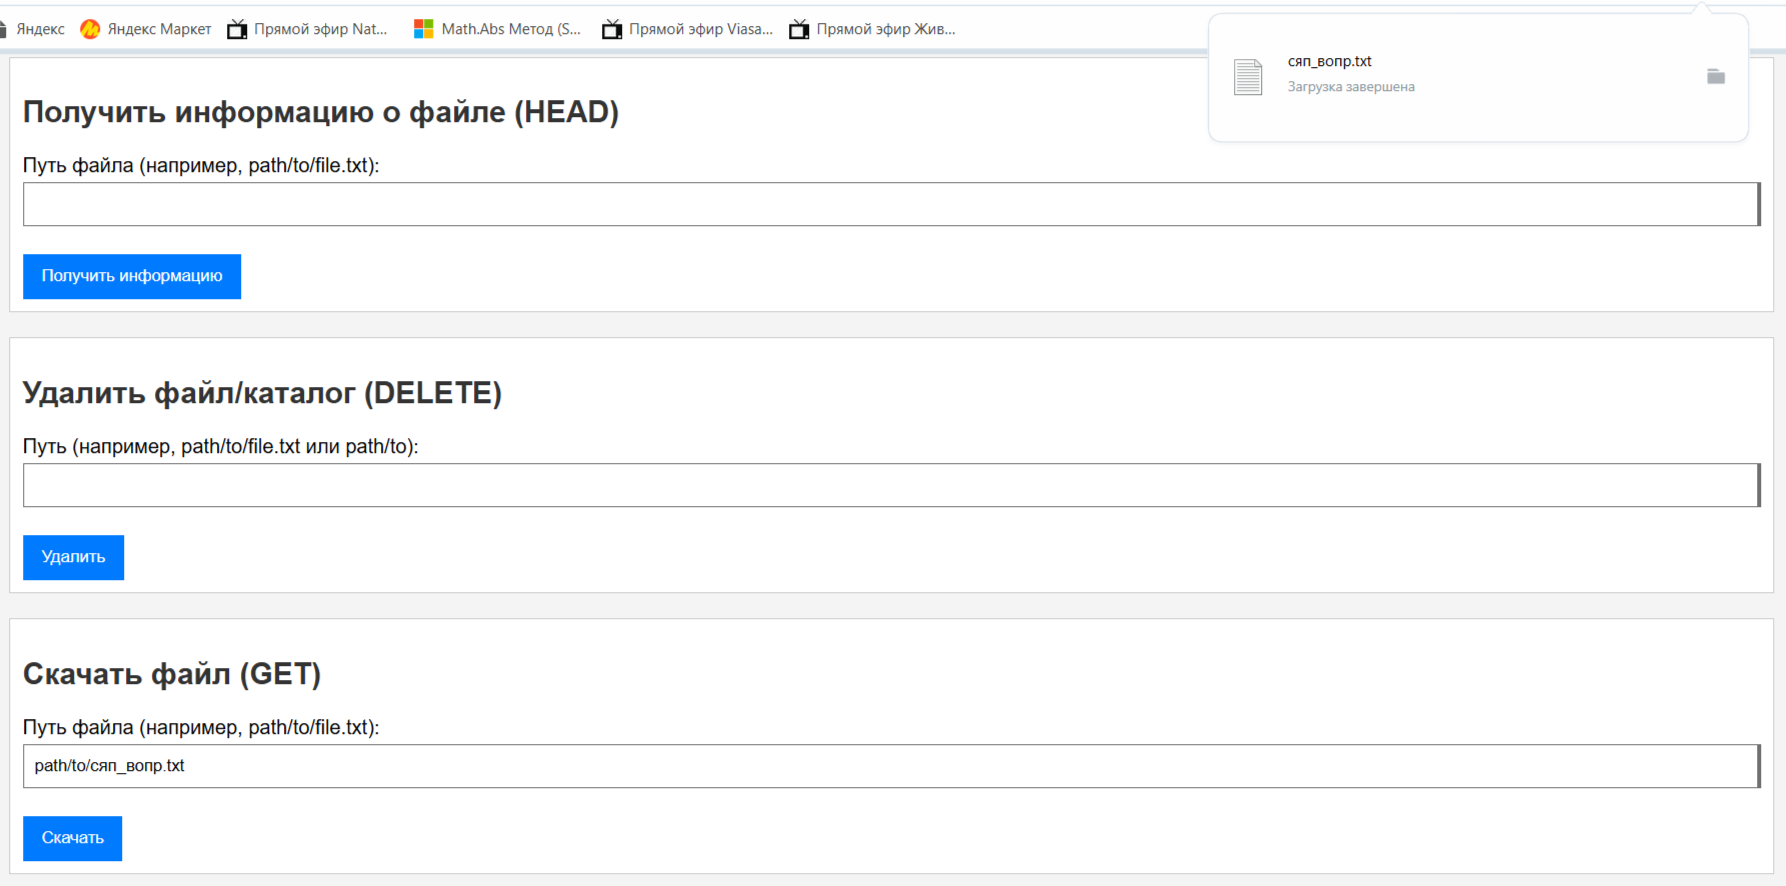 Яндекс Яндекс Маркет Прямой эфир Nat... Math.Abs Метод (S... Прямой эфир Viasa... Прямой эфир Жив...
сяп_вопр.txt
Загрузка завершена
Получить информацию о файле (HEAD)
Путь файла (например, path/to/file.txt):
Получить информацию
Удалить файл/каталог (DELETE)
Путь (например, path/to/file.txt или path/to):
Удалить
Скачать файл (GET)
Путь файла (например, path/to/file.txt):
path/to/сяп_вопр.txt
Скачать